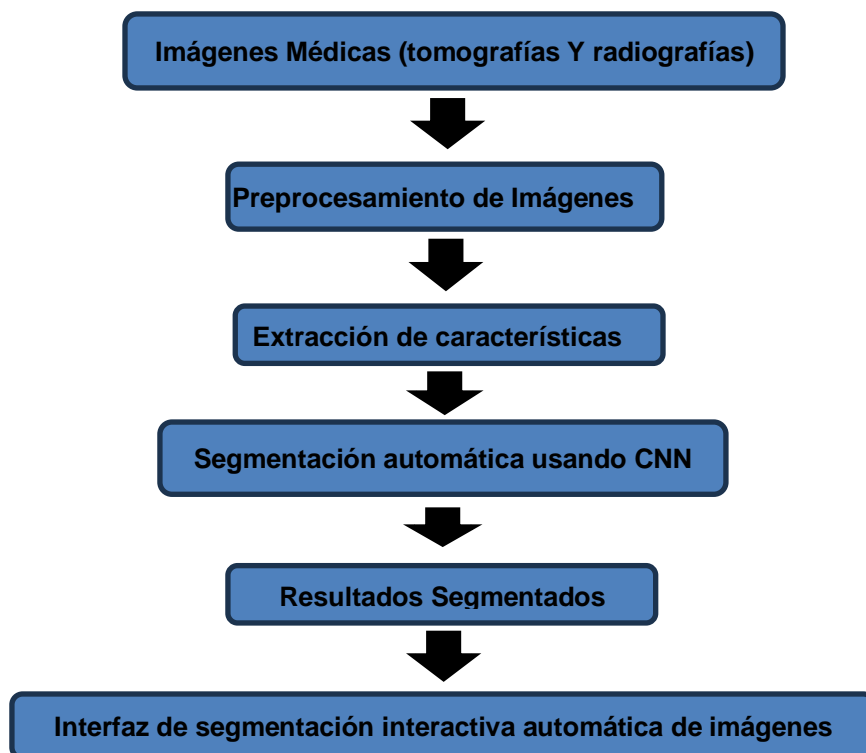 Imágenes Médicas (tomografías Y radiografías)
Preprocesamiento de Imágenes
Extracción de características
Segmentación automática usando CNN
Resultados Segmentados
Interfaz de segmentación interactiva automática de imágenes